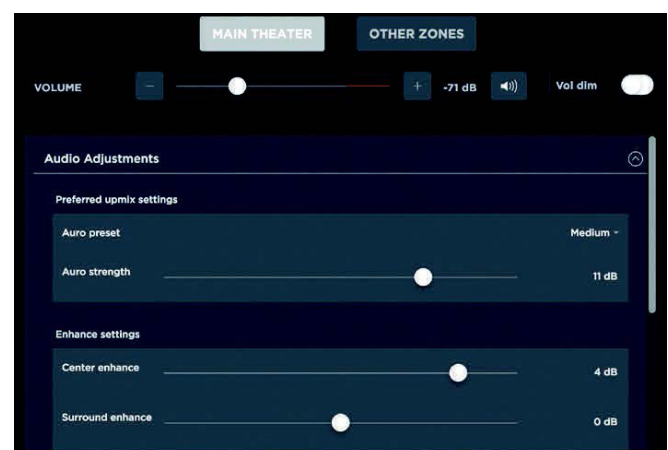 MAIN THEATER OTHER ZONES
VOLUME - + -71 dB Vol dim
Audio Adjustments
Preferred upmix settings
Auro preset Medium
Auro strength 11 dB
Enhance settings
Center enhance 4 dB
Surround enhance 0 dB